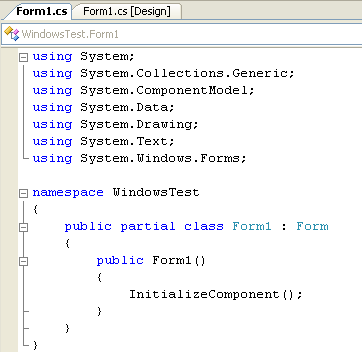 Form1.cs Form1.cs [Design]
WindowsTest.Form1
using System;
using System.Collections.Generic;
using System.ComponentModel;
using System.Data;
using System.Drawing;
using System.Text;
using System.Windows.Forms;
namespace WindowsTest
{
public partial class Form1 : Form
{
public Form1()
{
InitializeComponent();
}
}
}